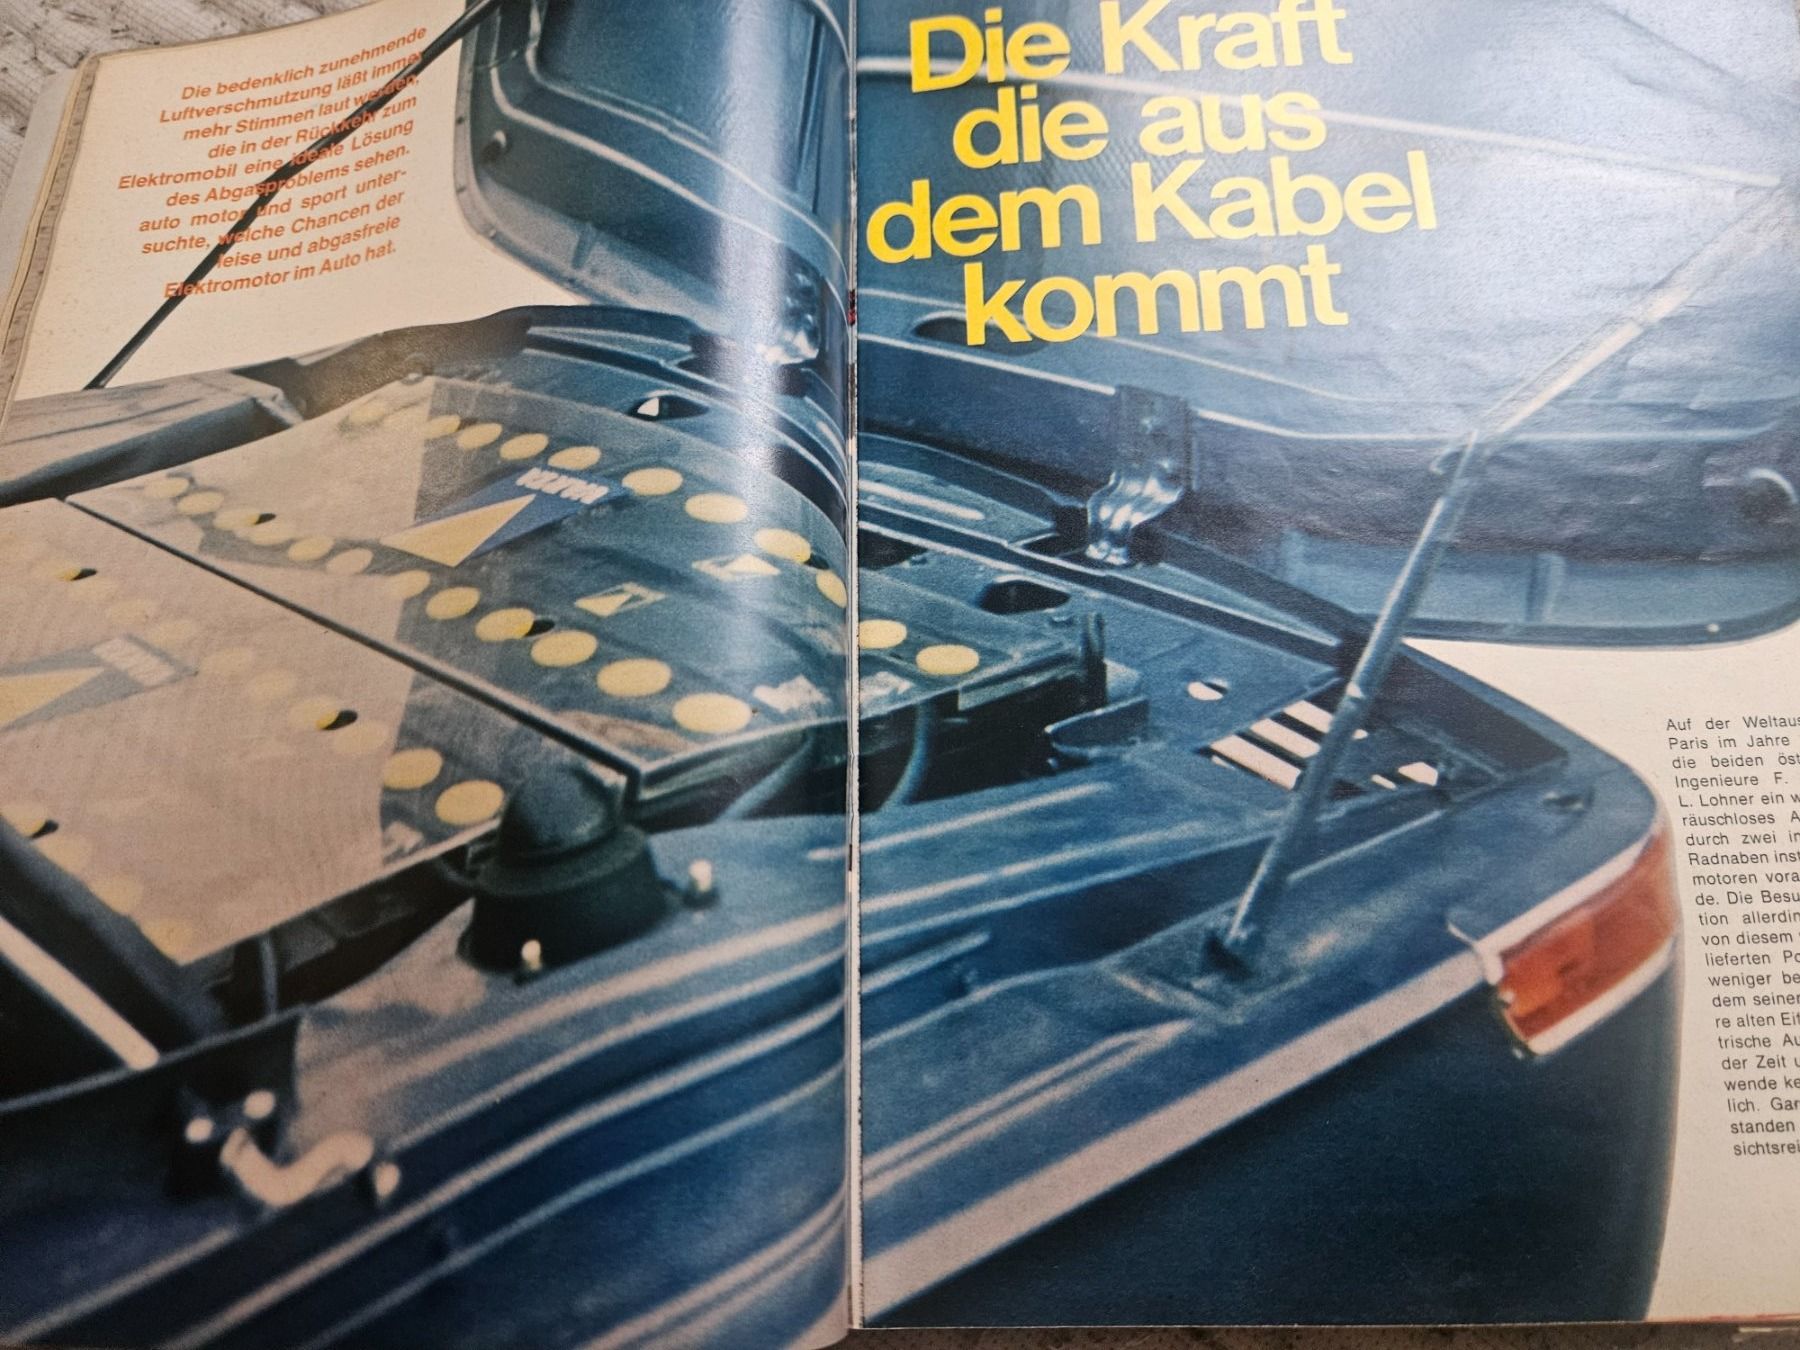 Die bedenklich zunehmende
Luftverschmutzung läßt immer
mehr Stimmen laut werden,
die in der Rückkehr zum
Elektromobil eine ideale Lösung
des Abgasproblems sehen.
auto motor und sport unter-
suchte, welche Chancen der
leise und abgasfreie
Elektromotor im Auto hat.
Die Kraft
die aus
dem Kabel
kommt
VARTA
Auf der Weltaus
Paris im Jahre
die beiden öst
Ingenieure F.
L. Lohner ein w
räuschloses A
durch zwei in
Radnaben inst
motoren vora
de. Die Besu
tion allerdin
von diesem
lieferten Po
weniger be
dem seiner
re alten Eif
trische Au
der Zeit u
wende ke
lich. Gar
standen
sichtsrei